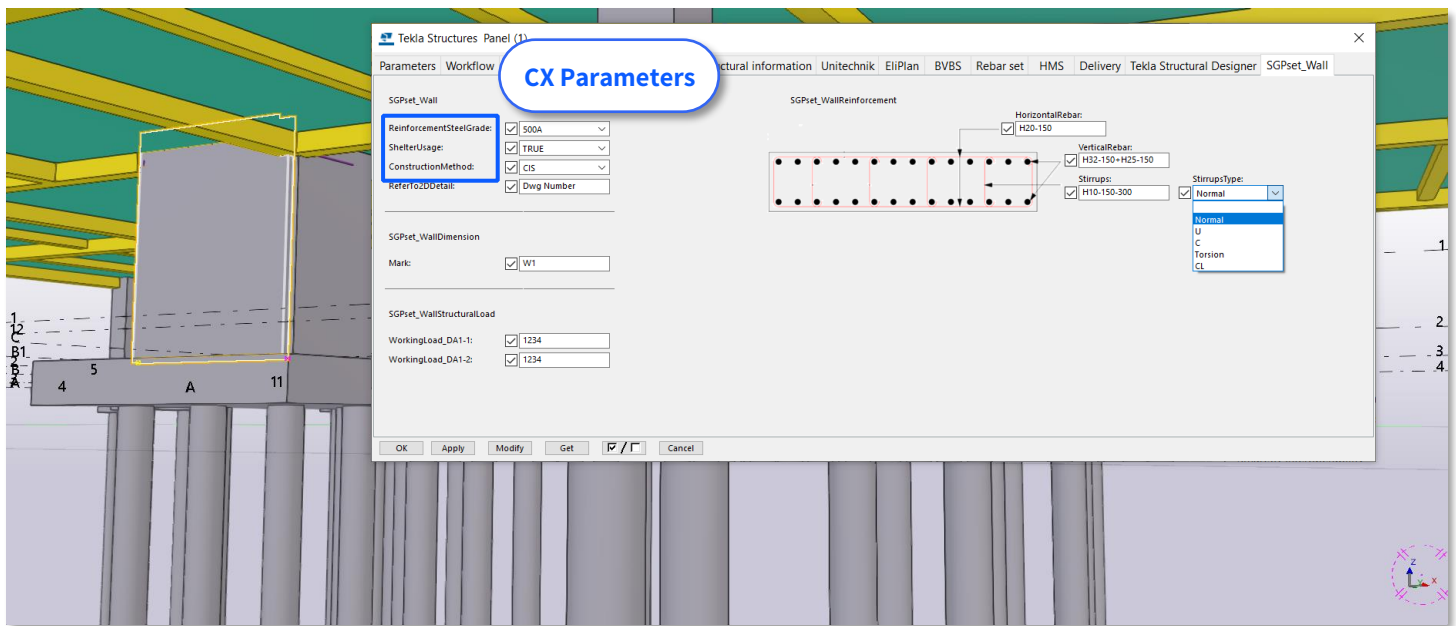 Tekla Structures Panel (1)
CX Parameters
Parameters Workflow ctural information Unitechnik EliPlan BVBS Rebar set HMS Delivery Tekla Structural Designer SGPset_Wall
SGPset_Wall
ReinforcementSteelGrade: 500A
ShelterUsage: TRUE
ConstructionMethod: CIS
ReferTo2DDetail: Dwg Number
SGPset_WallDimension
Mark: W1
SGPset_WallStructuralLoad
WorkingLoad_DA1-1: 1234
WorkingLoad_DA1-2: 1234
SGPset_WallReinforcement
HorizontalRebar:
H20-150
VerticalRebar:
H32-150+H25-150
Stirrups:
H10-150-300
StirrupsType:
Normal
Normal
U
C
Torsion
CL
OK Apply Modify Get / Cancel
1
12
C
B1
B
A
5
4
A
11
1
2
3
4
Z
Y
X